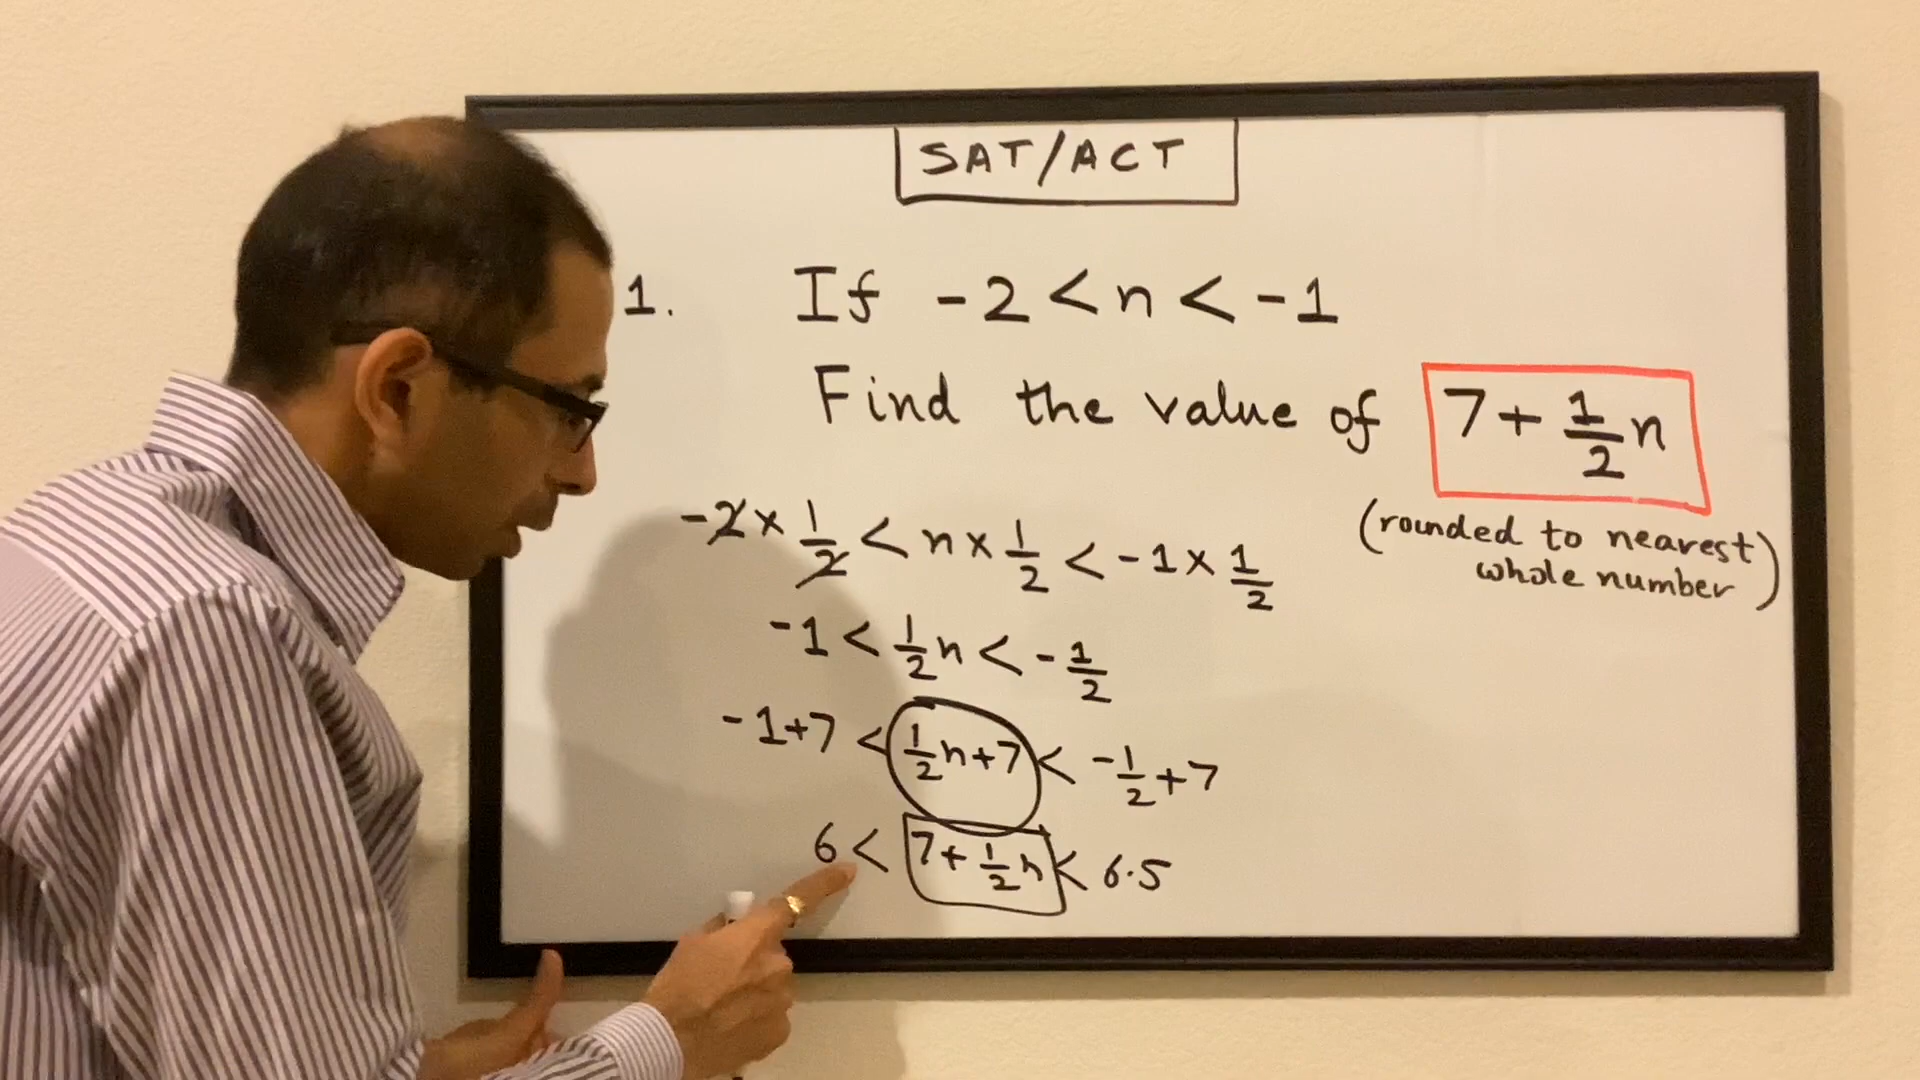 SAT/ACT
1. If -2 < n < -1
Find the value of 7 + 1/2 n
(rounded to nearest whole number)
-2 × 1/2 < n × 1/2 < -1 × 1/2
-1 < 1/2 n < -1/2
-1+7 < 1/2 n+7 < -1/2 +7
6 < 7+ 1/2 n < 6.5